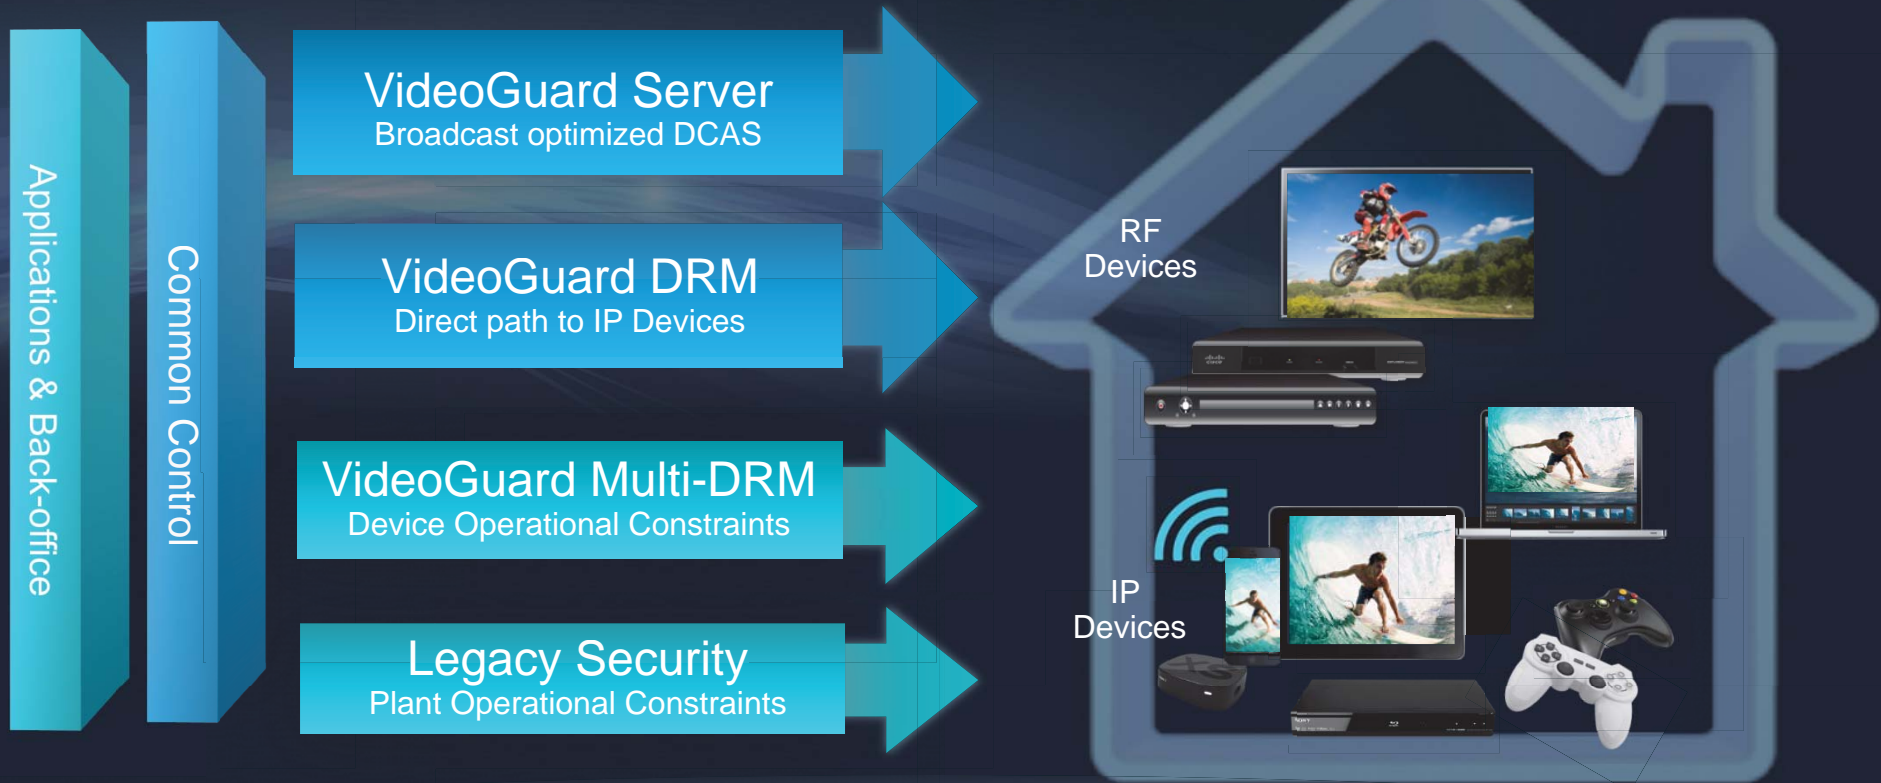 Applications & Back-office
Common Control
VideoGuard Server
Broadcast optimized DCAS
VideoGuard DRM
Direct path to IP Devices
VideoGuard Multi-DRM
Device Operational Constraints
Legacy Security
Plant Operational Constraints
RF
Devices
IP
Devices
SONY